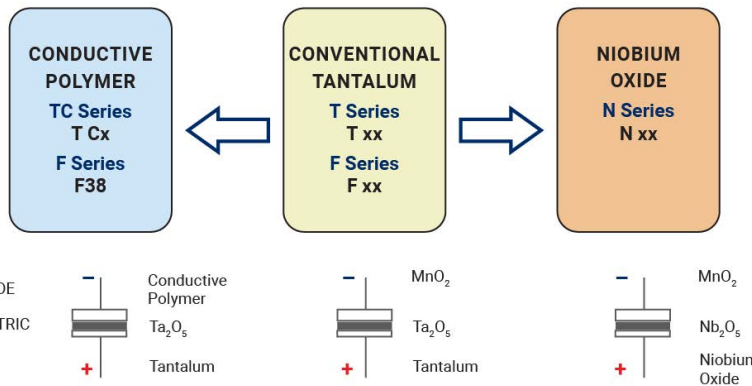 CONDUCTIVE
POLYMER
TC Series
T Cx
F Series
F38
CONVENTIONAL
TANTALUM
T Series
T xx
F Series
F xx
NIOBIUM
OXIDE
N Series
N xx
DE
TRIC
−
Conductive
Polymer
Ta₂O₅
+
Tantalum
−
MnO₂
Ta₂O₅
+
Tantalum
−
MnO₂
Nb₂O₅
+
Niobium
Oxide